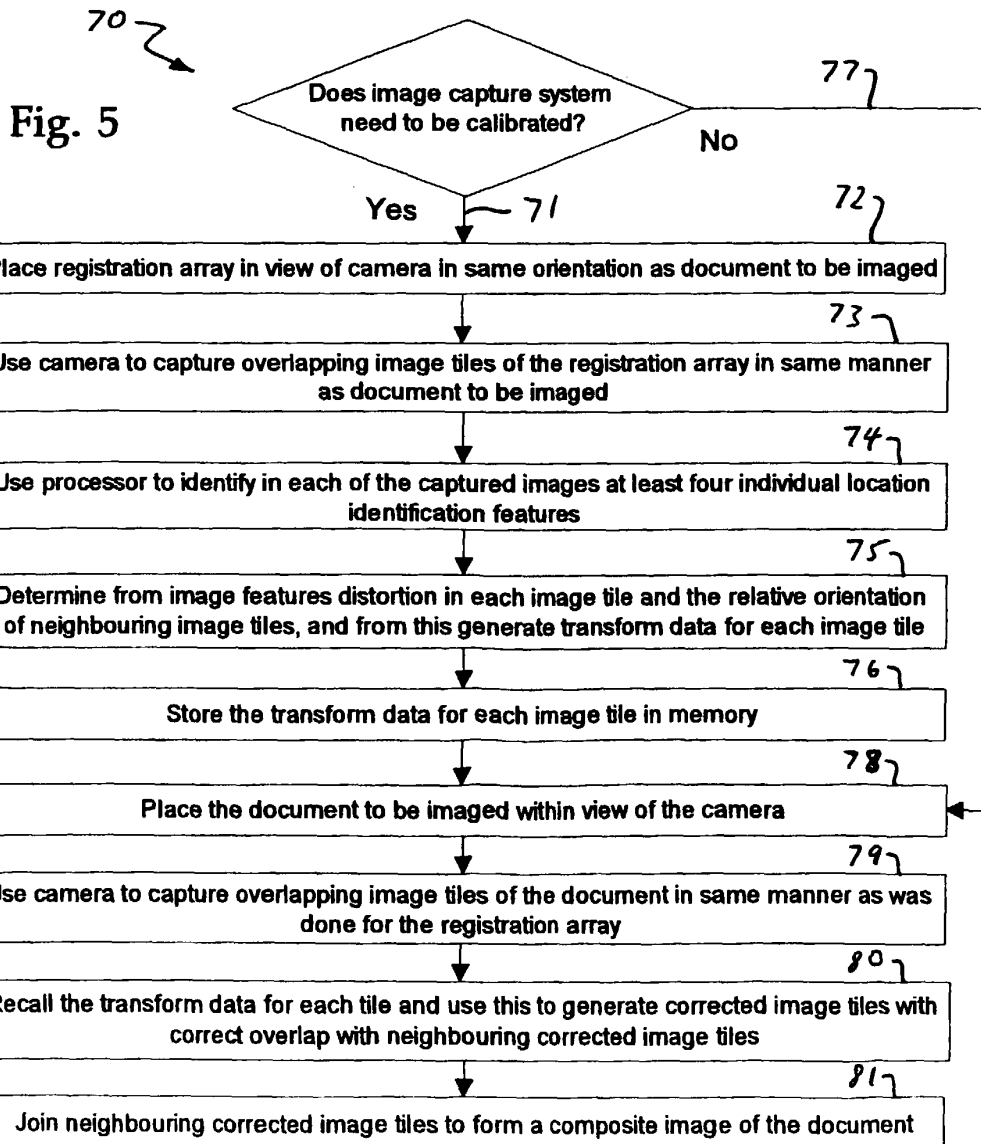 70
Fig. 5
Does image capture system
need to be calibrated?
77
No
Yes
71
72
Place registration array in view of camera in same orientation as document to be imaged
73
Use camera to capture overlapping image tiles of the registration array in same manner
as document to be imaged
74
Use processor to identify in each of the captured images at least four individual location
identification features
75
Determine from image features distortion in each image tile and the relative orientation
of neighbouring image tiles, and from this generate transform data for each image tile
76
Store the transform data for each image tile in memory
78
Place the document to be imaged within view of the camera
79
Use camera to capture overlapping image tiles of the document in same manner as was
done for the registration array
80
Recall the transform data for each tile and use this to generate corrected image tiles with
correct overlap with neighbouring corrected image tiles
81
Join neighbouring corrected image tiles to form a composite image of the document